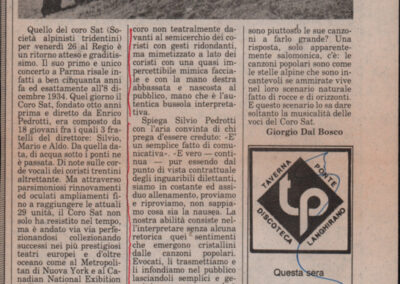 Quello del coro Sat (Società
alpinisti tridentini)
per venerdì 26 al Regio è
un ritorno atteso e graditissimo.
Il suo primo e unico
concerto a Parma risale infatti
a ben cinquanta anni
fa ed esattamente all'8 di
cembre 1934. Quel giorno il
Coro Sat, fondato otto anni
prima e diretto da Enrico
Pedrotti, era composto da
18 giovani fra i quali 3 fratelli
del direttore: Silvio,
Mario e Aldo. Da quella data,
di acqua sotto i ponti ne
è passata. Di note sulle corde
vocali dei coristi trentini
altrettante. Ma attraverso
parsimoniosi rinnovamenti
ed oculati ampliamenti fino
a raggiungere le attuali
29 unità, il Coro Sat non
solo ha resistito nel tempo,
ma è andato via via perfezionandosi
collezionando
successi nei più prestigiosi
teatri europei e d'oltre
oceano come al Metropolitan
di Nuova York e al Canadian
National Exibition
coro non teatralmente davanti
al semicerchio dei coristi
con gesti ridondanti,
ma mimetizzato a lato dei
coristi con una quasi impercettibile
mimica facciale
e con la mano destra
abbassata e nascosta al
pubblico, mano che è l'autentica
bussola interpretativa.
Spiega Silvio Pedrotti
con l'aria convinta di chi
prega d'essere creduto: «E'
un semplice fatto di comunicativa».
«E vero — continua
— pur essendo dal
punto di vista contrattuale
degli inguaribili dilettanti,
siamo in costante ed assiduo
allenamento, proviamo
e riproviamo, non sappiamo
cosa sia la nausea. La
nostra abilità consiste nell'interpretare
senza alcuna
retorica quei sentimenti
che emergono cristallini
dalle canzoni popolari.
Evocati, li trasmettiamo e
li infondiamo nel pubblico
lasciandoli semplici e ge-
sono piuttosto le sue canzoni
a farlo grande? Una
risposta, solo apparentemente
salomonica, c'è: le
canzoni popolari sono come
le stelle alpine che sono incantevoli
se ammirate vive
nel loro scenario naturale
fatto di rocce e di orizzonti.
E questo scenario lo sa dare
soltanto la musicalità delle
voci del Coro Sat.
Giorgio Dal Bosco
TAVERNA
PONTE
tp
DISCOTECA
LANGHIRANO
Questa sera